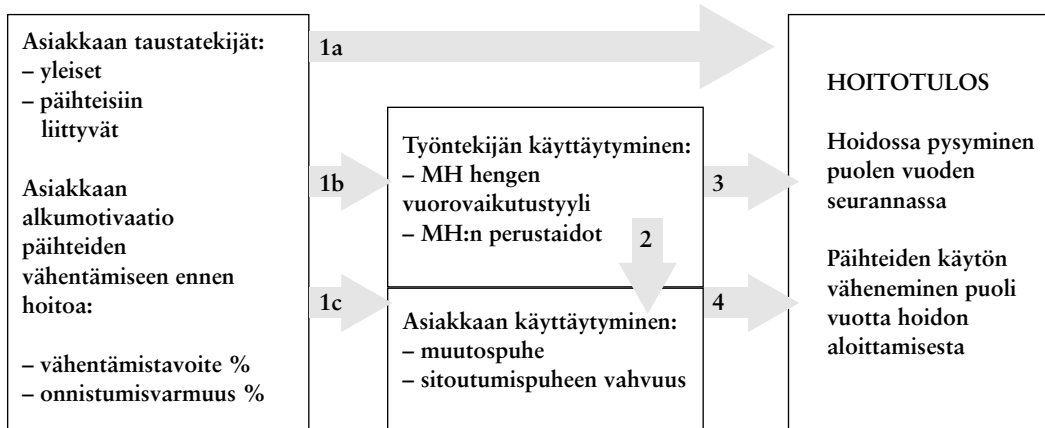 Asiakkaan taustatekijät:
– yleiset
– päihteisiin
liittyvät
Asiakkaan
alkumotivaatio
päihteiden
vähentämiseen ennen
hoitoa:
– vähentämistavoite %
– onnistumisvarmuus %
1a
1b
1c
Työntekijän käyttäytyminen:
– MH hengen
vuorovaikutustyyli
– MH:n perustaidot
2
Asiakkaan käyttäytyminen:
– muutospuhe
– sitoutumispuheen vahvuus
3
4
HOITOTULOS
Hoidossa pysyminen
puolen vuoden
seurannassa
Päihteiden käytön
väheneminen puoli
vuotta hoidon
aloittamisesta